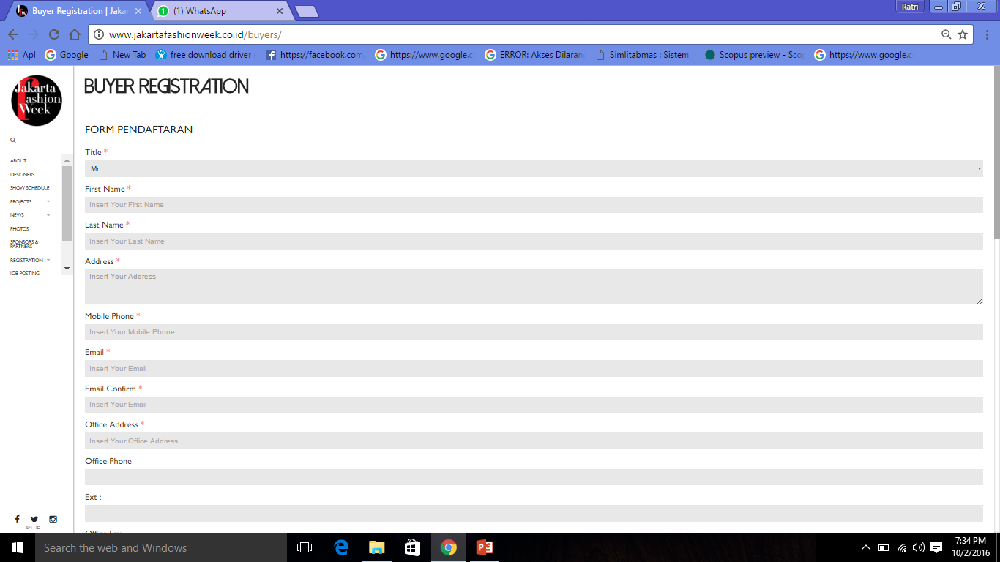 Buyer Registration | Jakar
(1) WhatsApp
Ratri
www.jakartafashionweek.co.id/buyers/
Apl
Google
New Tab
free download driver
https://facebook.com
https://www.google.c
ERROR: Akses Dilaran
Simlitabmas : Sistem
Scopus preview - Sco
https://www.google.c
Jakarta
fashion
Week
ABOUT
DESIGNERS
SHOW SCHEDULE
PROJECTS
NEWS
PHOTOS
SPONSORS &
PARTNERS
REGISTRATION
JOB POSTING
EN | ID
BUYER REGISTRATION
FORM PENDAFTARAN
Title *
Mr
First Name *
Insert Your First Name
Last Name *
Insert Your Last Name
Address *
Insert Your Address
Mobile Phone *
Insert Your Mobile Phone
Email *
Insert Your Email
Email Confirm *
Insert Your Email
Office Address *
Insert Your Office Address
Office Phone
Ext :
Search the web and Windows
7:34 PM
10/2/2016